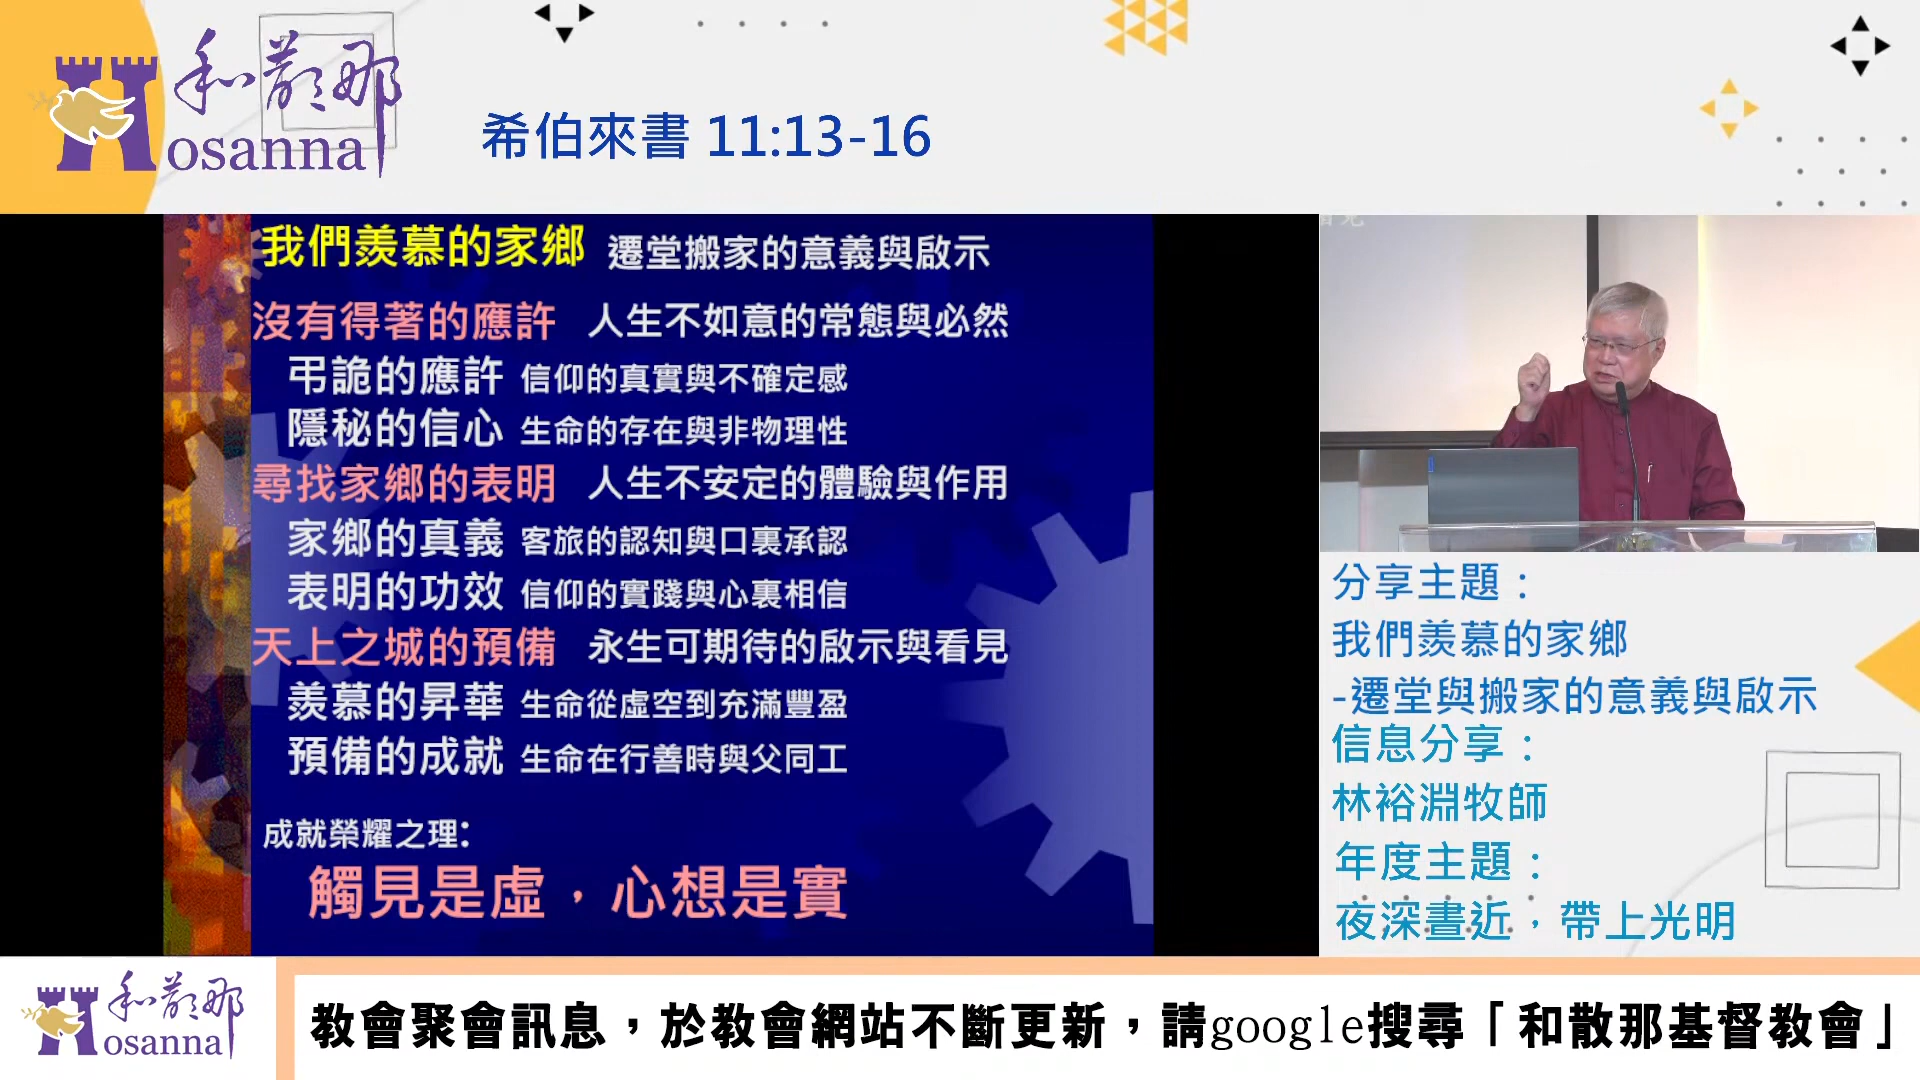 和散那
Hosanna
希伯來書 11:13-16
我們羨慕的家鄉 遷堂搬家的意義與啟示
沒有得著的應許 人生不如意的常態與必然
弔詭的應許 信仰的真實與不確定感
隱秘的信心 生命的存在與非物理性
尋找家鄉的表明 人生不安定的體驗與作用
家鄉的真義 客旅的認知與口裏承認
表明的功效 信仰的實踐與心裏相信
天上之城的預備 永生可期待的啟示與看見
羨慕的昇華 生命從虛空到充滿豐盈
預備的成就 生命在行善時與父同工
成就榮耀之理:
觸見是虛，心想是實
分享主題：
我們羨慕的家鄉
-遷堂與搬家的意義與啟示
信息分享：
林裕淵牧師
年度主題：
夜深晝近，帶上光明
和散那
Hosanna
教會聚會訊息，於教會網站不斷更新，請google搜尋「和散那基督教會」